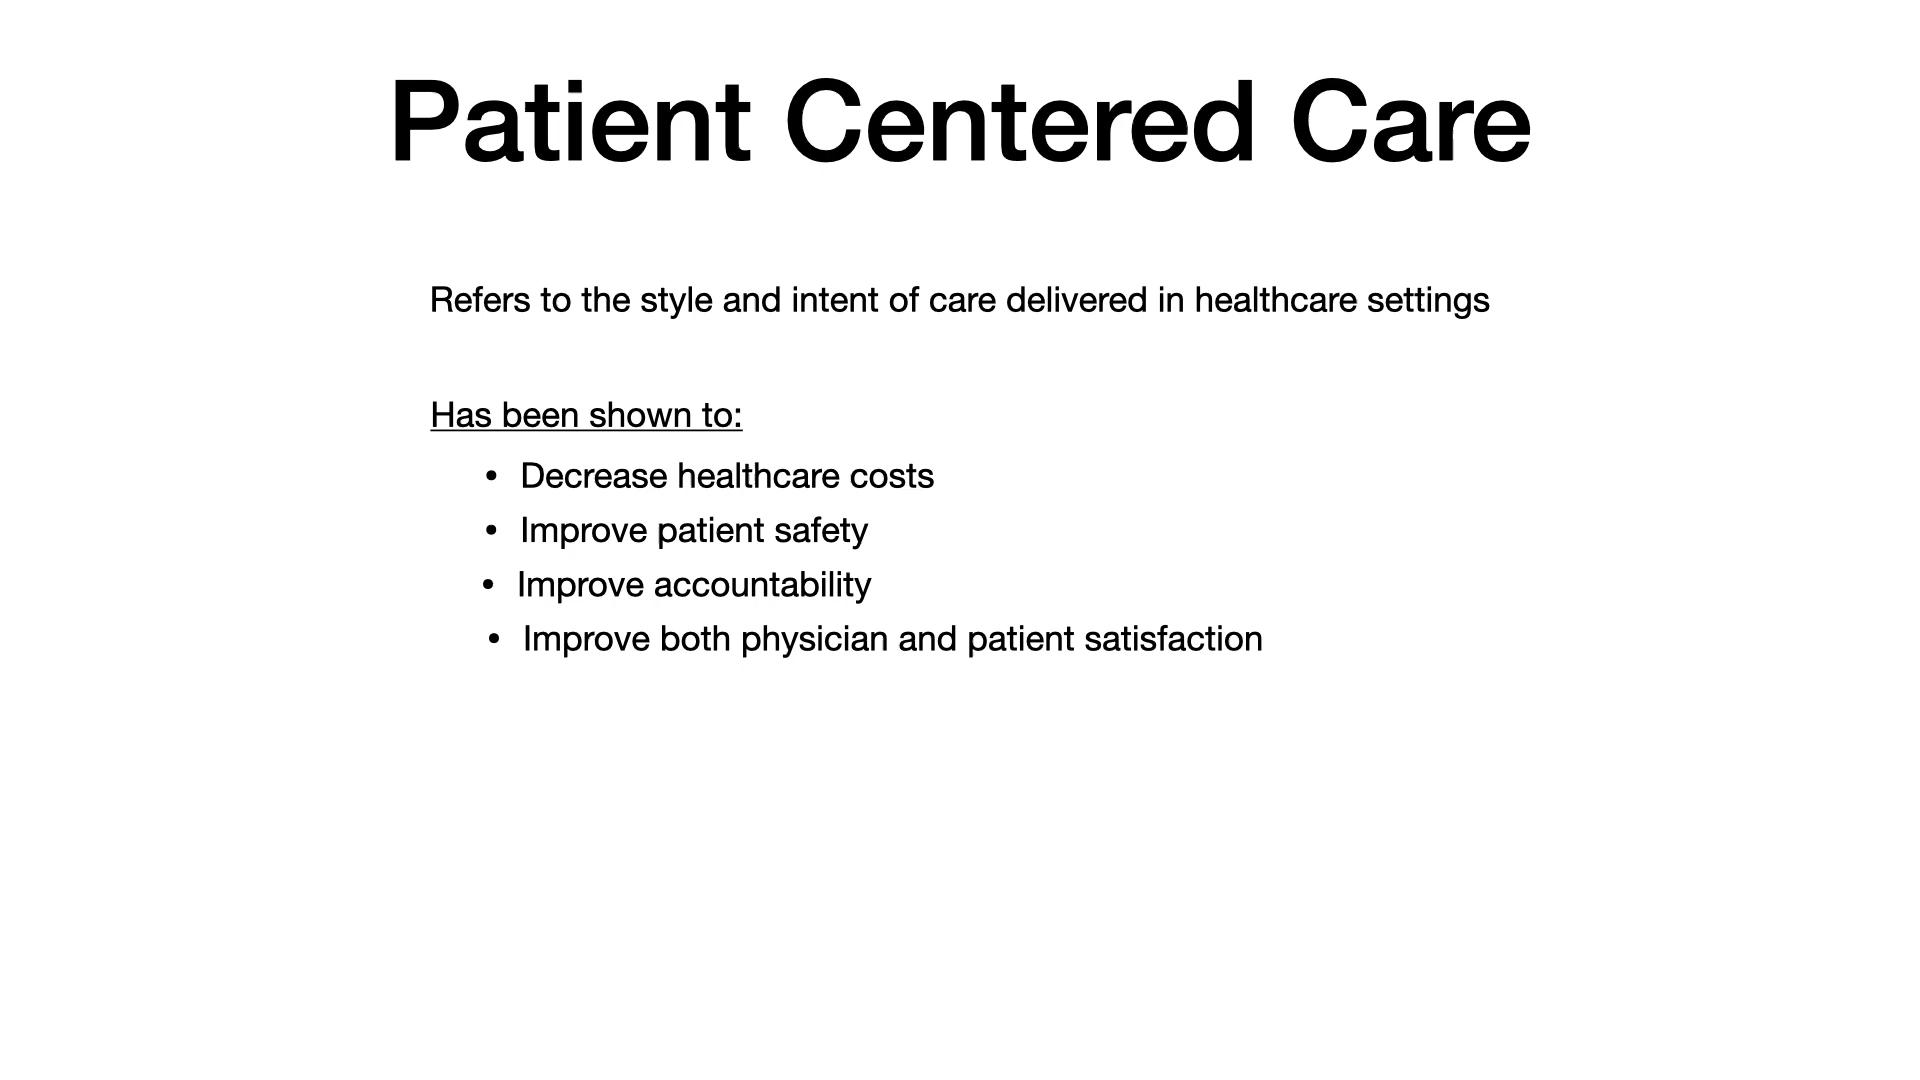 Patient Centered Care
Refers to the style and intent of care delivered in healthcare settings
Has been shown to:
• Decrease healthcare costs
• Improve patient safety
• Improve accountability
• Improve both physician and patient satisfaction